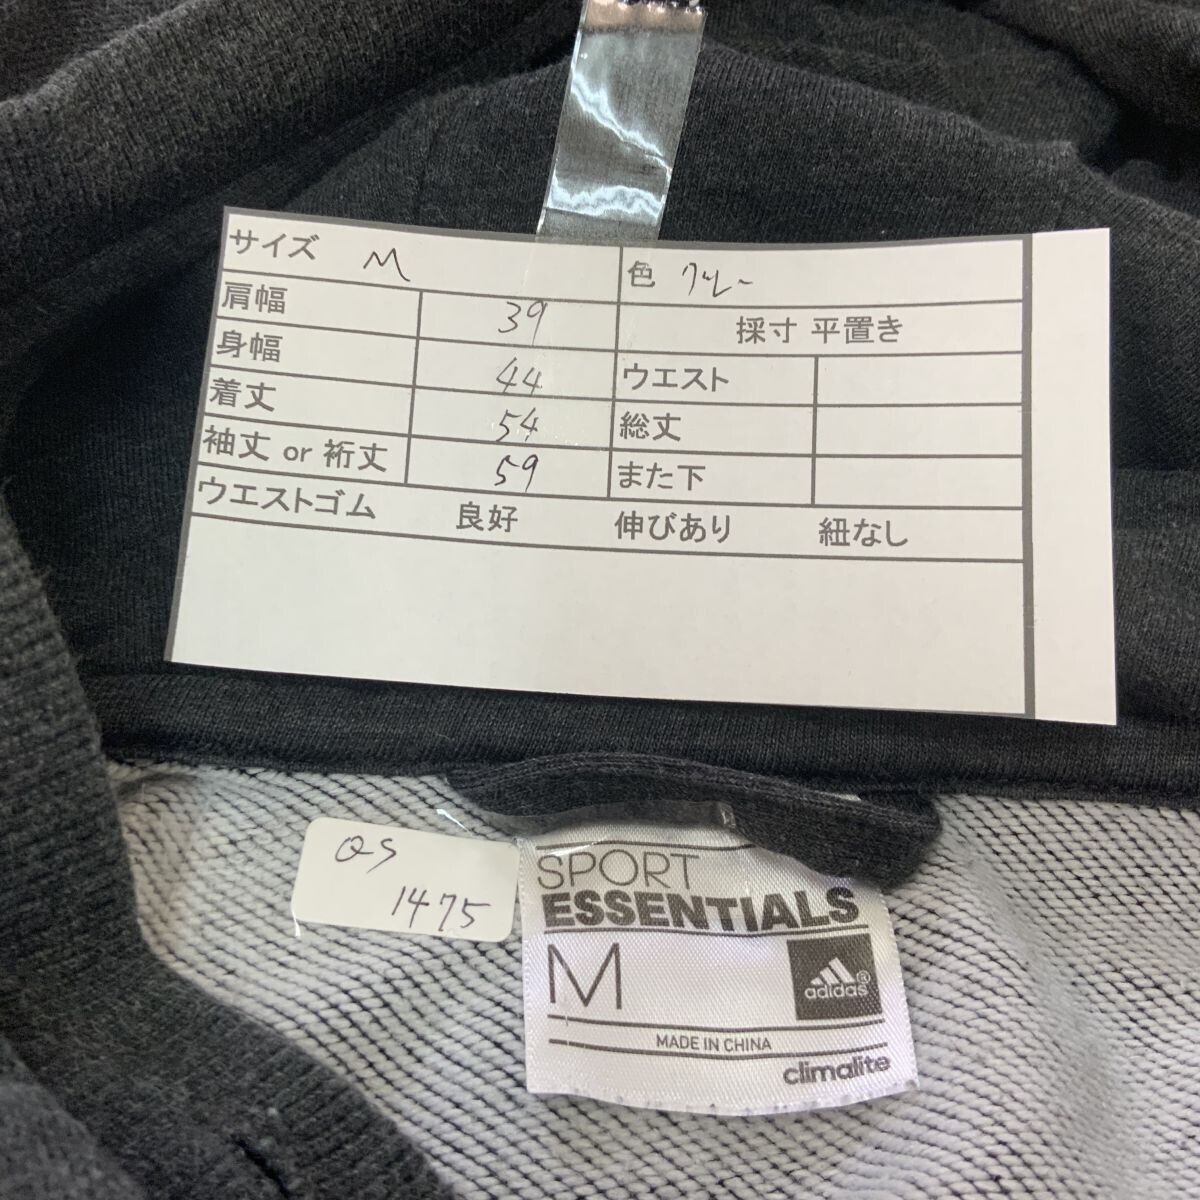 サイズ M
色 グレー
肩幅 39
採寸 平置き
身幅 44
ウエスト
着丈 54
総丈
袖丈 or 裄丈 59
また下
ウエストゴム 良好 伸びあり 紐なし
QS
1475
SPORT
ESSENTIALS
M
adidas®
MADE IN CHINA
climalite